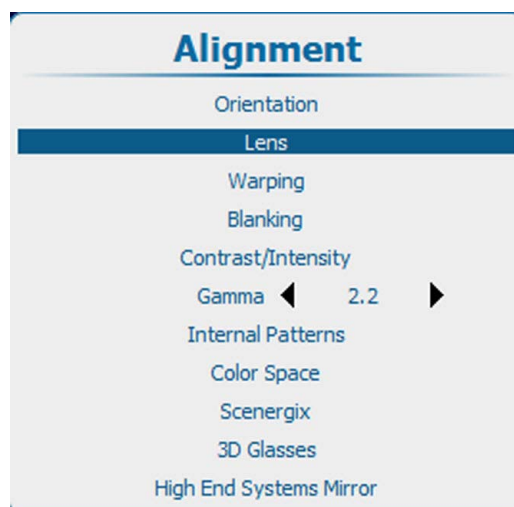 Alignment
Orientation
Lens
Warping
Blanking
Contrast/Intensity
Gamma 2.2
Internal Patterns
Color Space
Scenergix
3D Glasses
High End Systems Mirror